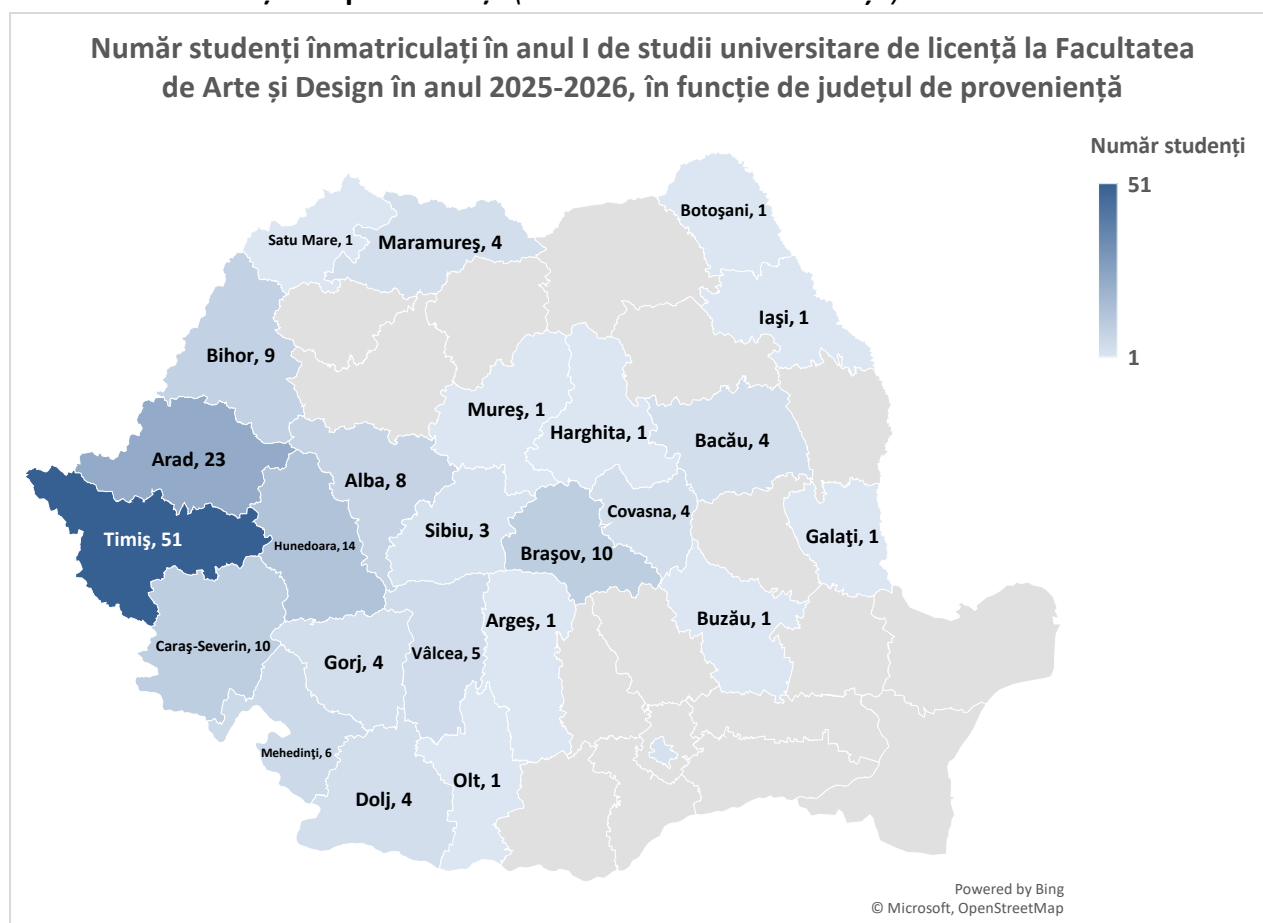 Număr studenți înmatriculați în anul I de studii universitare de licență la Facultatea
de Arte și Design în anul 2025-2026, în funcție de județul de proveniență
Număr studenți
51
1
Botoşani, 1
Satu Mare, 1
Maramureş, 4
Iaşi, 1
Bihor, 9
Mureş, 1
Harghita, 1
Bacău, 4
Arad, 23
Alba, 8
Covasna, 4
Sibiu, 3
Timiş, 51
Hunedoara, 14
Braşov, 10
Galaţi, 1
Argeş, 1
Buzău, 1
Caraş-Severin, 10
Gorj, 4
Vâlcea, 5
Mehedinţi, 6
Olt, 1
Dolj, 4
Powered by Bing
© Microsoft, OpenStreetMap